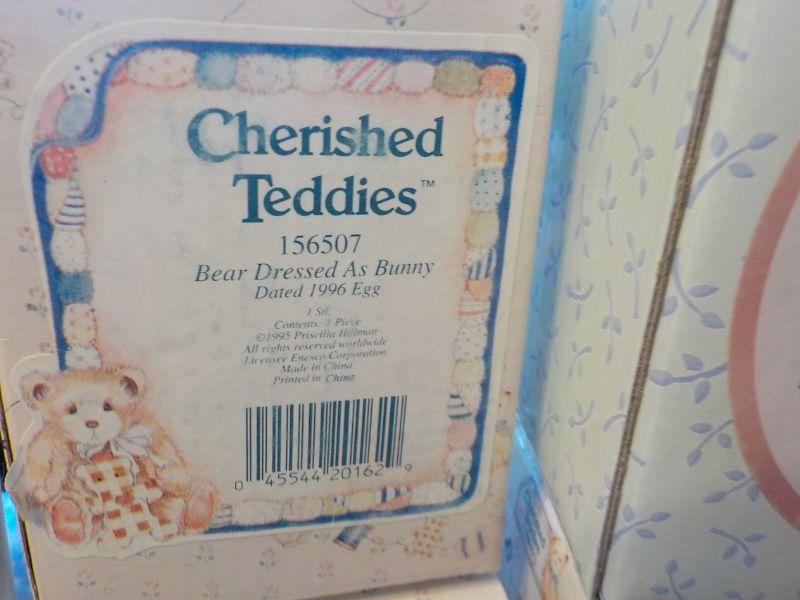 Cherished
Teddies™
156507
Bear Dressed As Bunny
Dated 1996 Egg
1 Stl.
Contents: 1 Piece
©1995 Priscilla Hillman
All rights reserved worldwide
Licensee Enesco Corporation
Made in China
Printed in China
0 45544 20162 9